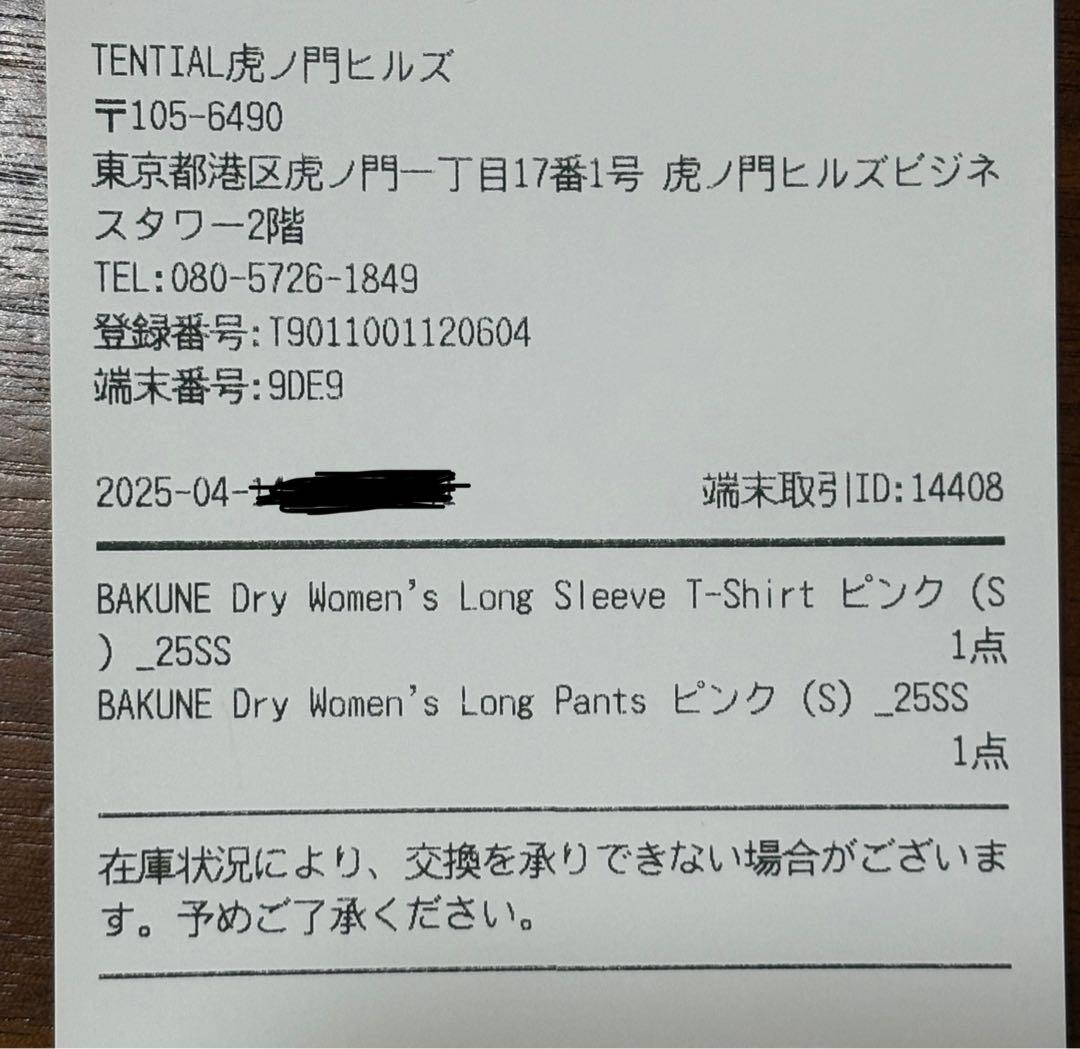 TENTIAL虎ノ門ヒルズ
〒105-6490
東京都港区虎ノ門一丁目17番1号 虎ノ門ヒルズビジネ
スタワー2階
TEL:080-5726-1849
登録番号:T9011001120604
端末番号:9DE9
2025-04- 端末取引ID:14408
BAKUNE Dry Women's Long Sleeve T-Shirt ピンク (S
) _25SS 1点
BAKUNE Dry Women's Long Pants ピンク (S) _25SS
1点
在庫状況により、交換を承りできない場合がございま
す。予めご了承ください。